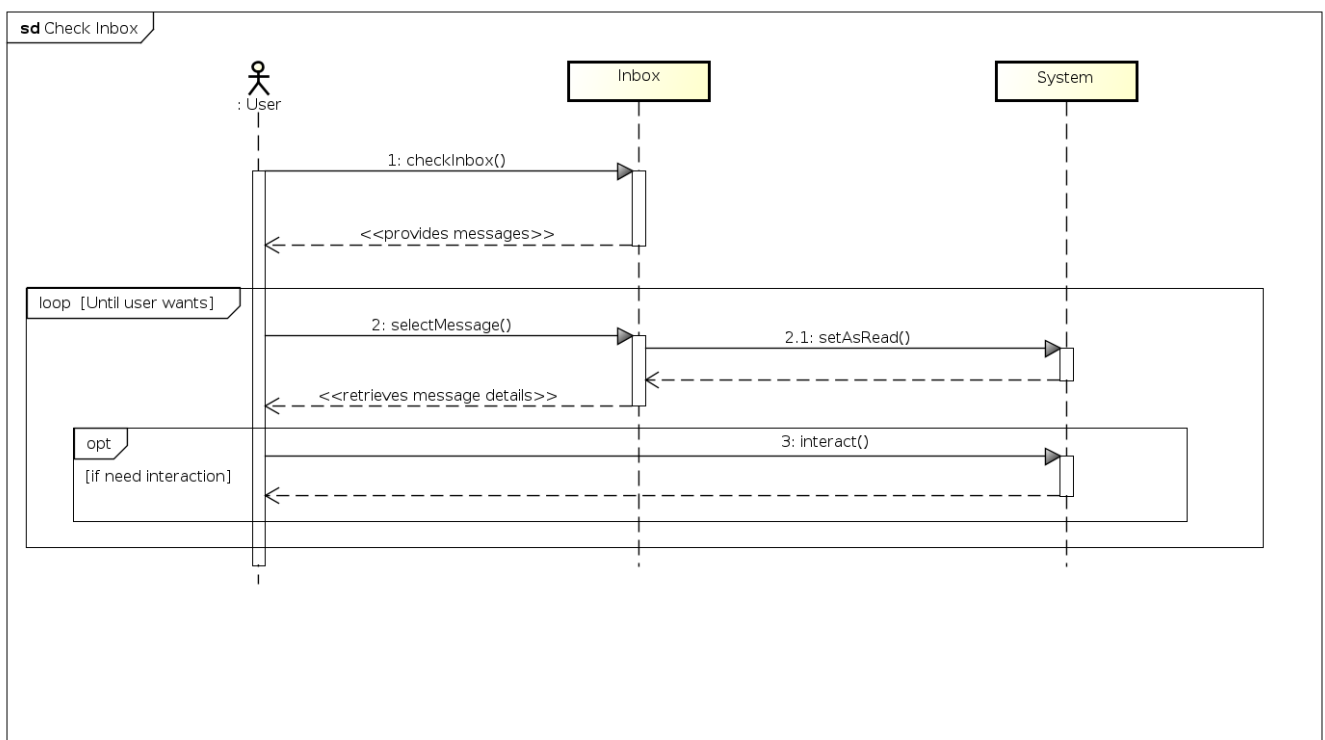 sd Check Inbox
: User
Inbox
System
1: checkInbox()
<<provides messages>>
loop [Until user wants]
2: selectMessage()
2.1: setAsRead()
<<retrieves message details>>
opt
3: interact()
[if need interaction]